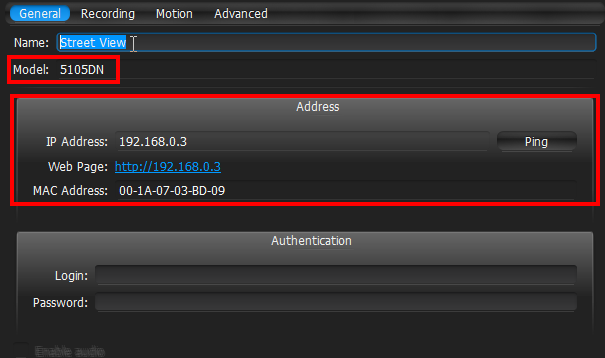 General Recording Motion Advanced
Name: Street View
Model: 5105DN
Address
IP Address: 192.168.0.3 Ping
Web Page: http://192.168.0.3
MAC Address: 00-1A-07-03-BD-09
Authentication
Login:
Password:
Enable audio